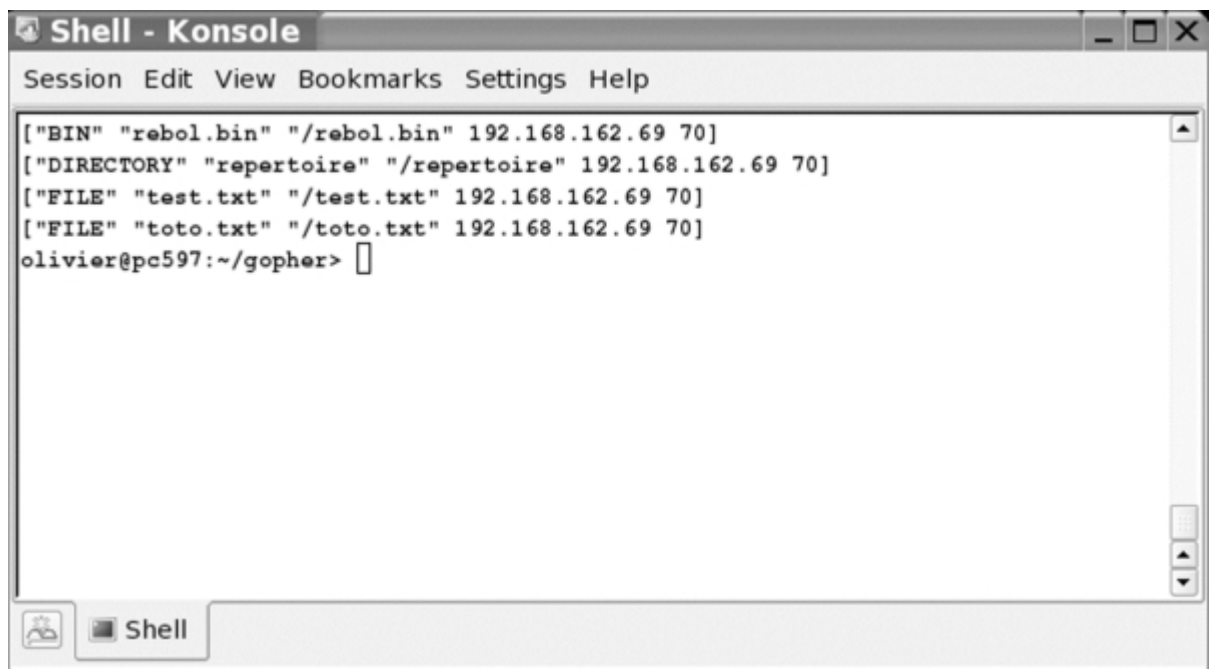 Shell - Konsole
Session Edit View Bookmarks Settings Help
["BIN" "rebol.bin" "/rebol.bin" 192.168.162.69 70]
["DIRECTORY" "repertoire" "/repertoire" 192.168.162.69 70]
["FILE" "test.txt" "/test.txt" 192.168.162.69 70]
["FILE" "toto.txt" "/toto.txt" 192.168.162.69 70]
olivier@pc597:~/gopher>
Shell